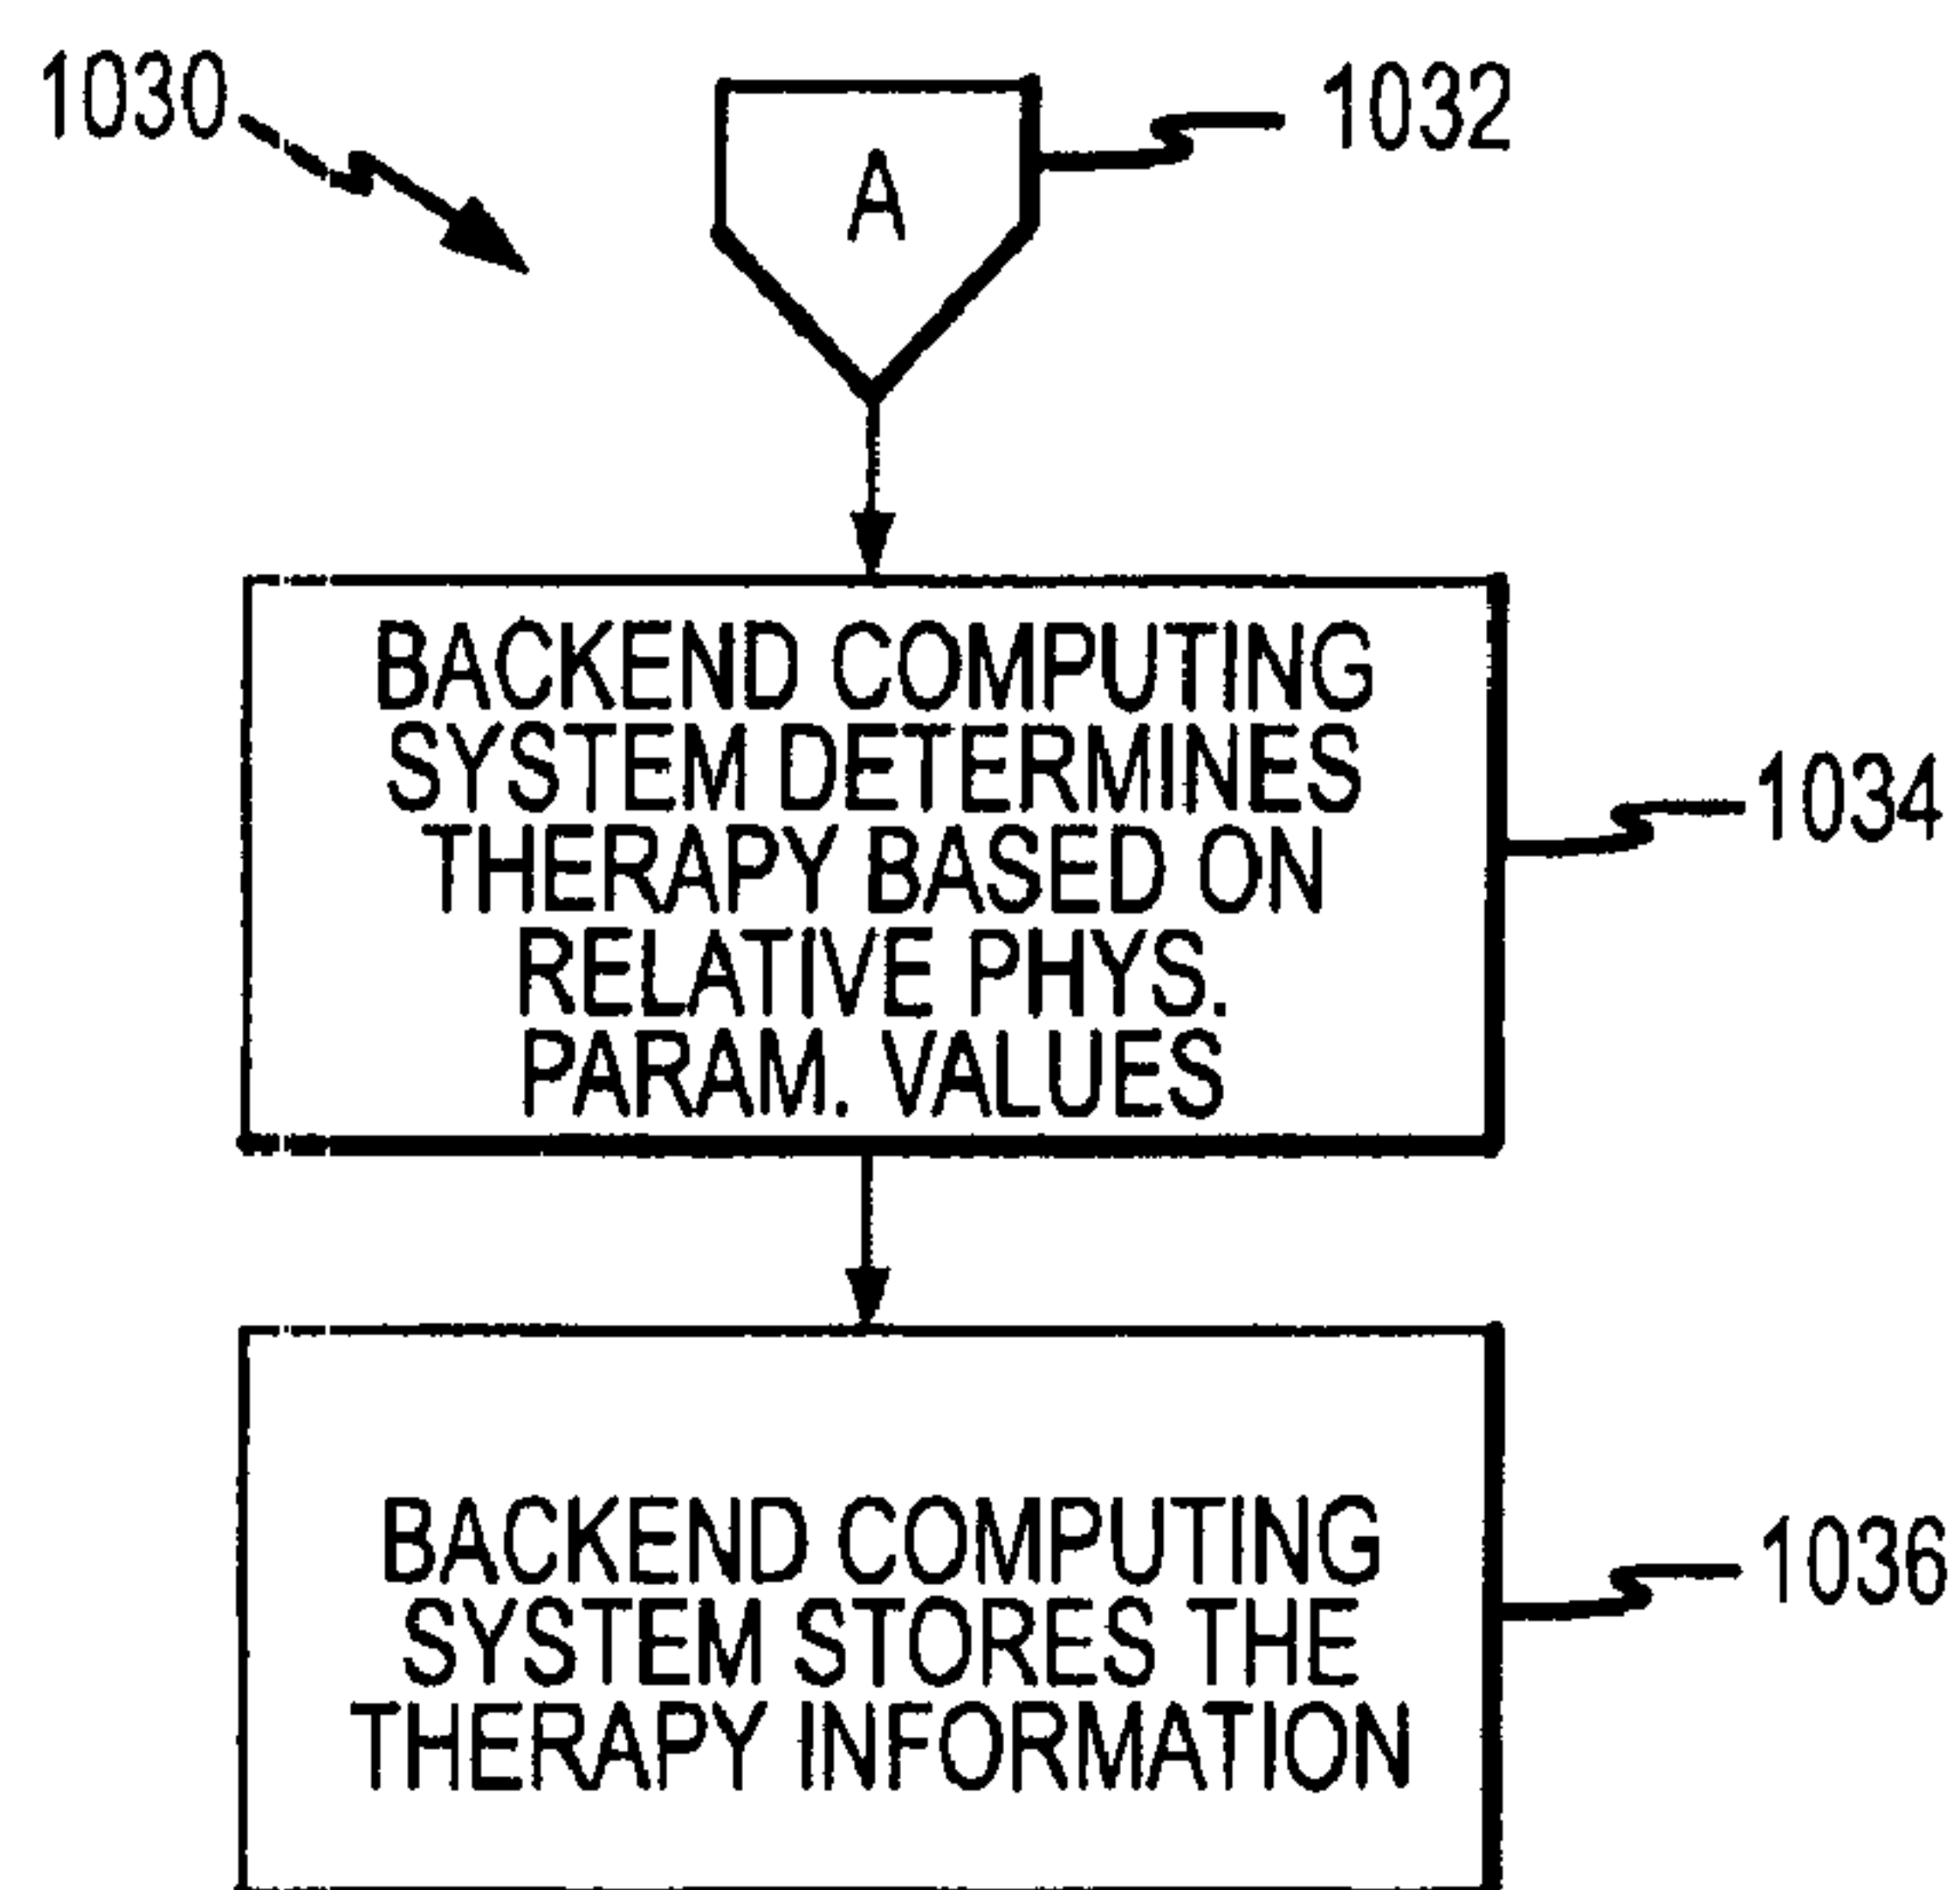 1030
A
1032
BACKEND COMPUTING
SYSTEM DETERMINES
THERAPY BASED ON
RELATIVE PHYS.
PARAM. VALUES
1034
BACKEND COMPUTING
SYSTEM STORES THE
THERAPY INFORMATION
1036